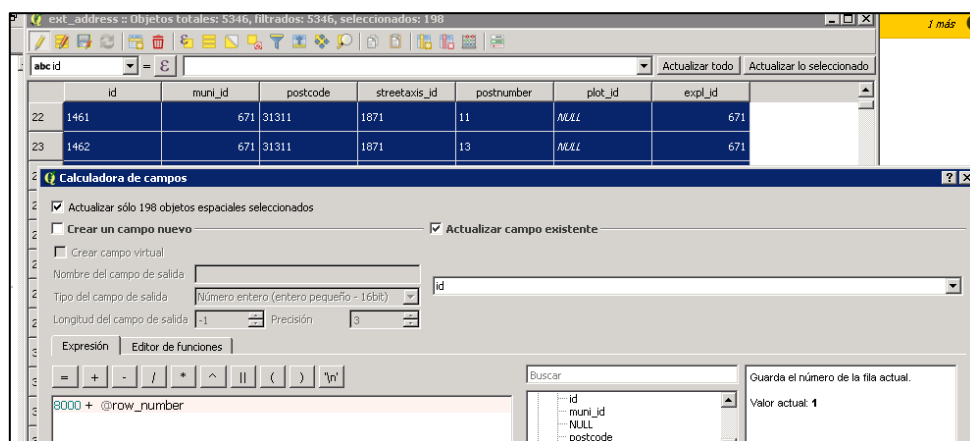 ext_address :: Objetos totales: 5346, filtrados: 5346, seleccionados: 198
1 más
abc id = ε Actualizar todo Actualizar lo seleccionado
id muni_id postcode streetaxis_id postnumber plot_id expl_id
22 1461 671 31311 1871 11 NULL 671
23 1462 671 31311 1871 13 NULL 671
Calculadora de campos
Actualizar sólo 198 objetos espaciales seleccionados
Crear un campo nuevo Actualizar campo existente
Crear campo virtual
Nombre del campo de salida
id
Tipo del campo de salida Número entero (entero pequeño - 16bit)
Longitud del campo de salida -1 Precisión 3
Expresión Editor de funciones
= + - / * ^ || ( ) '\n'
Buscar
Guarda el número de la fila actual.
8000 + @row_number
id
Valor actual: 1
muni_id
NULL
postcode